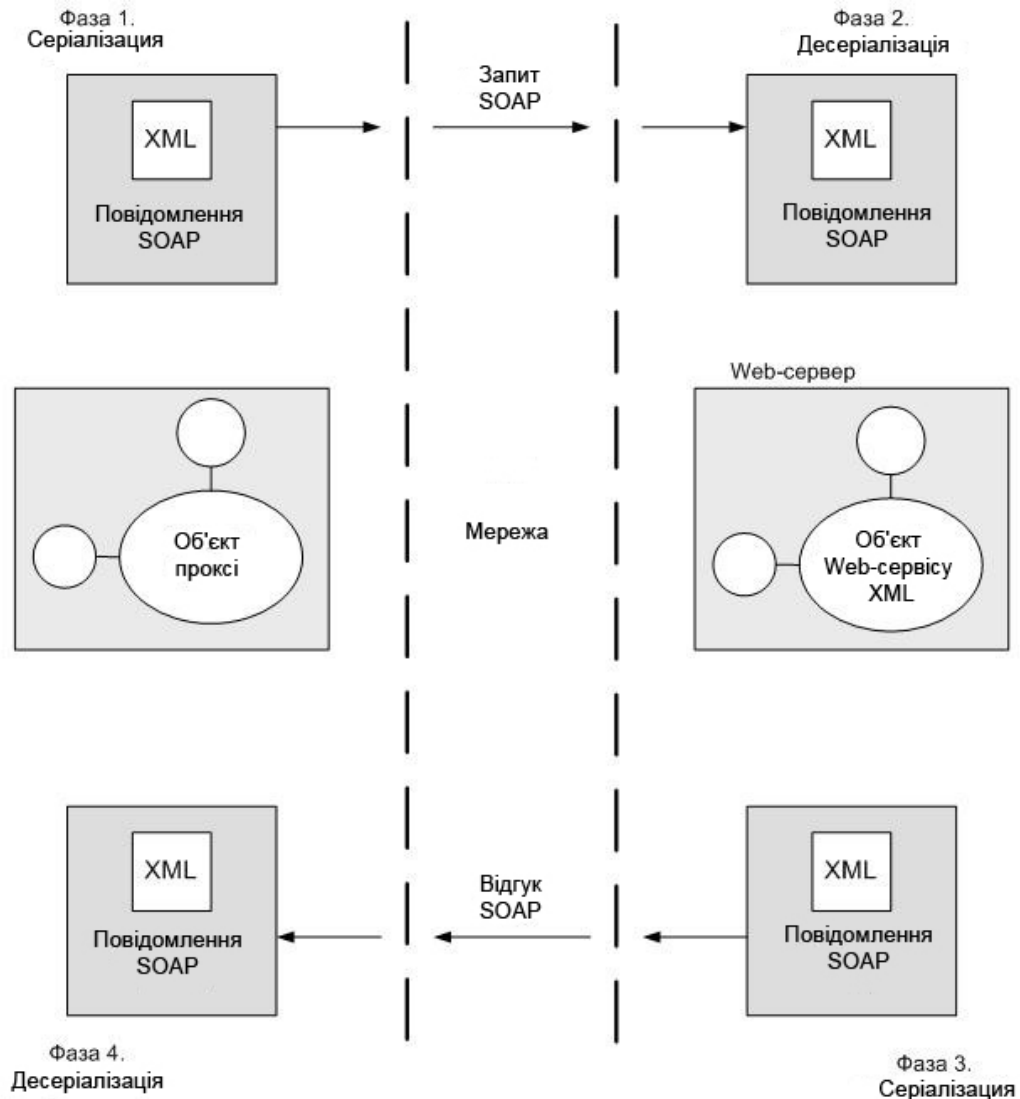 Фаза 1.
Серіалізация
Фаза 2.
Десеріалізація
Запит
SOAP
XML
Повідомлення
SOAP
XML
Повідомлення
SOAP
Web-сервер
Об'єкт
проксі
Мережа
Об'єкт
Web-сервісу
XML
XML
Повідомлення
SOAP
Відгук
SOAP
XML
Повідомлення
SOAP
Фаза 4.
Десеріалізація
Фаза 3.
Серіалізация